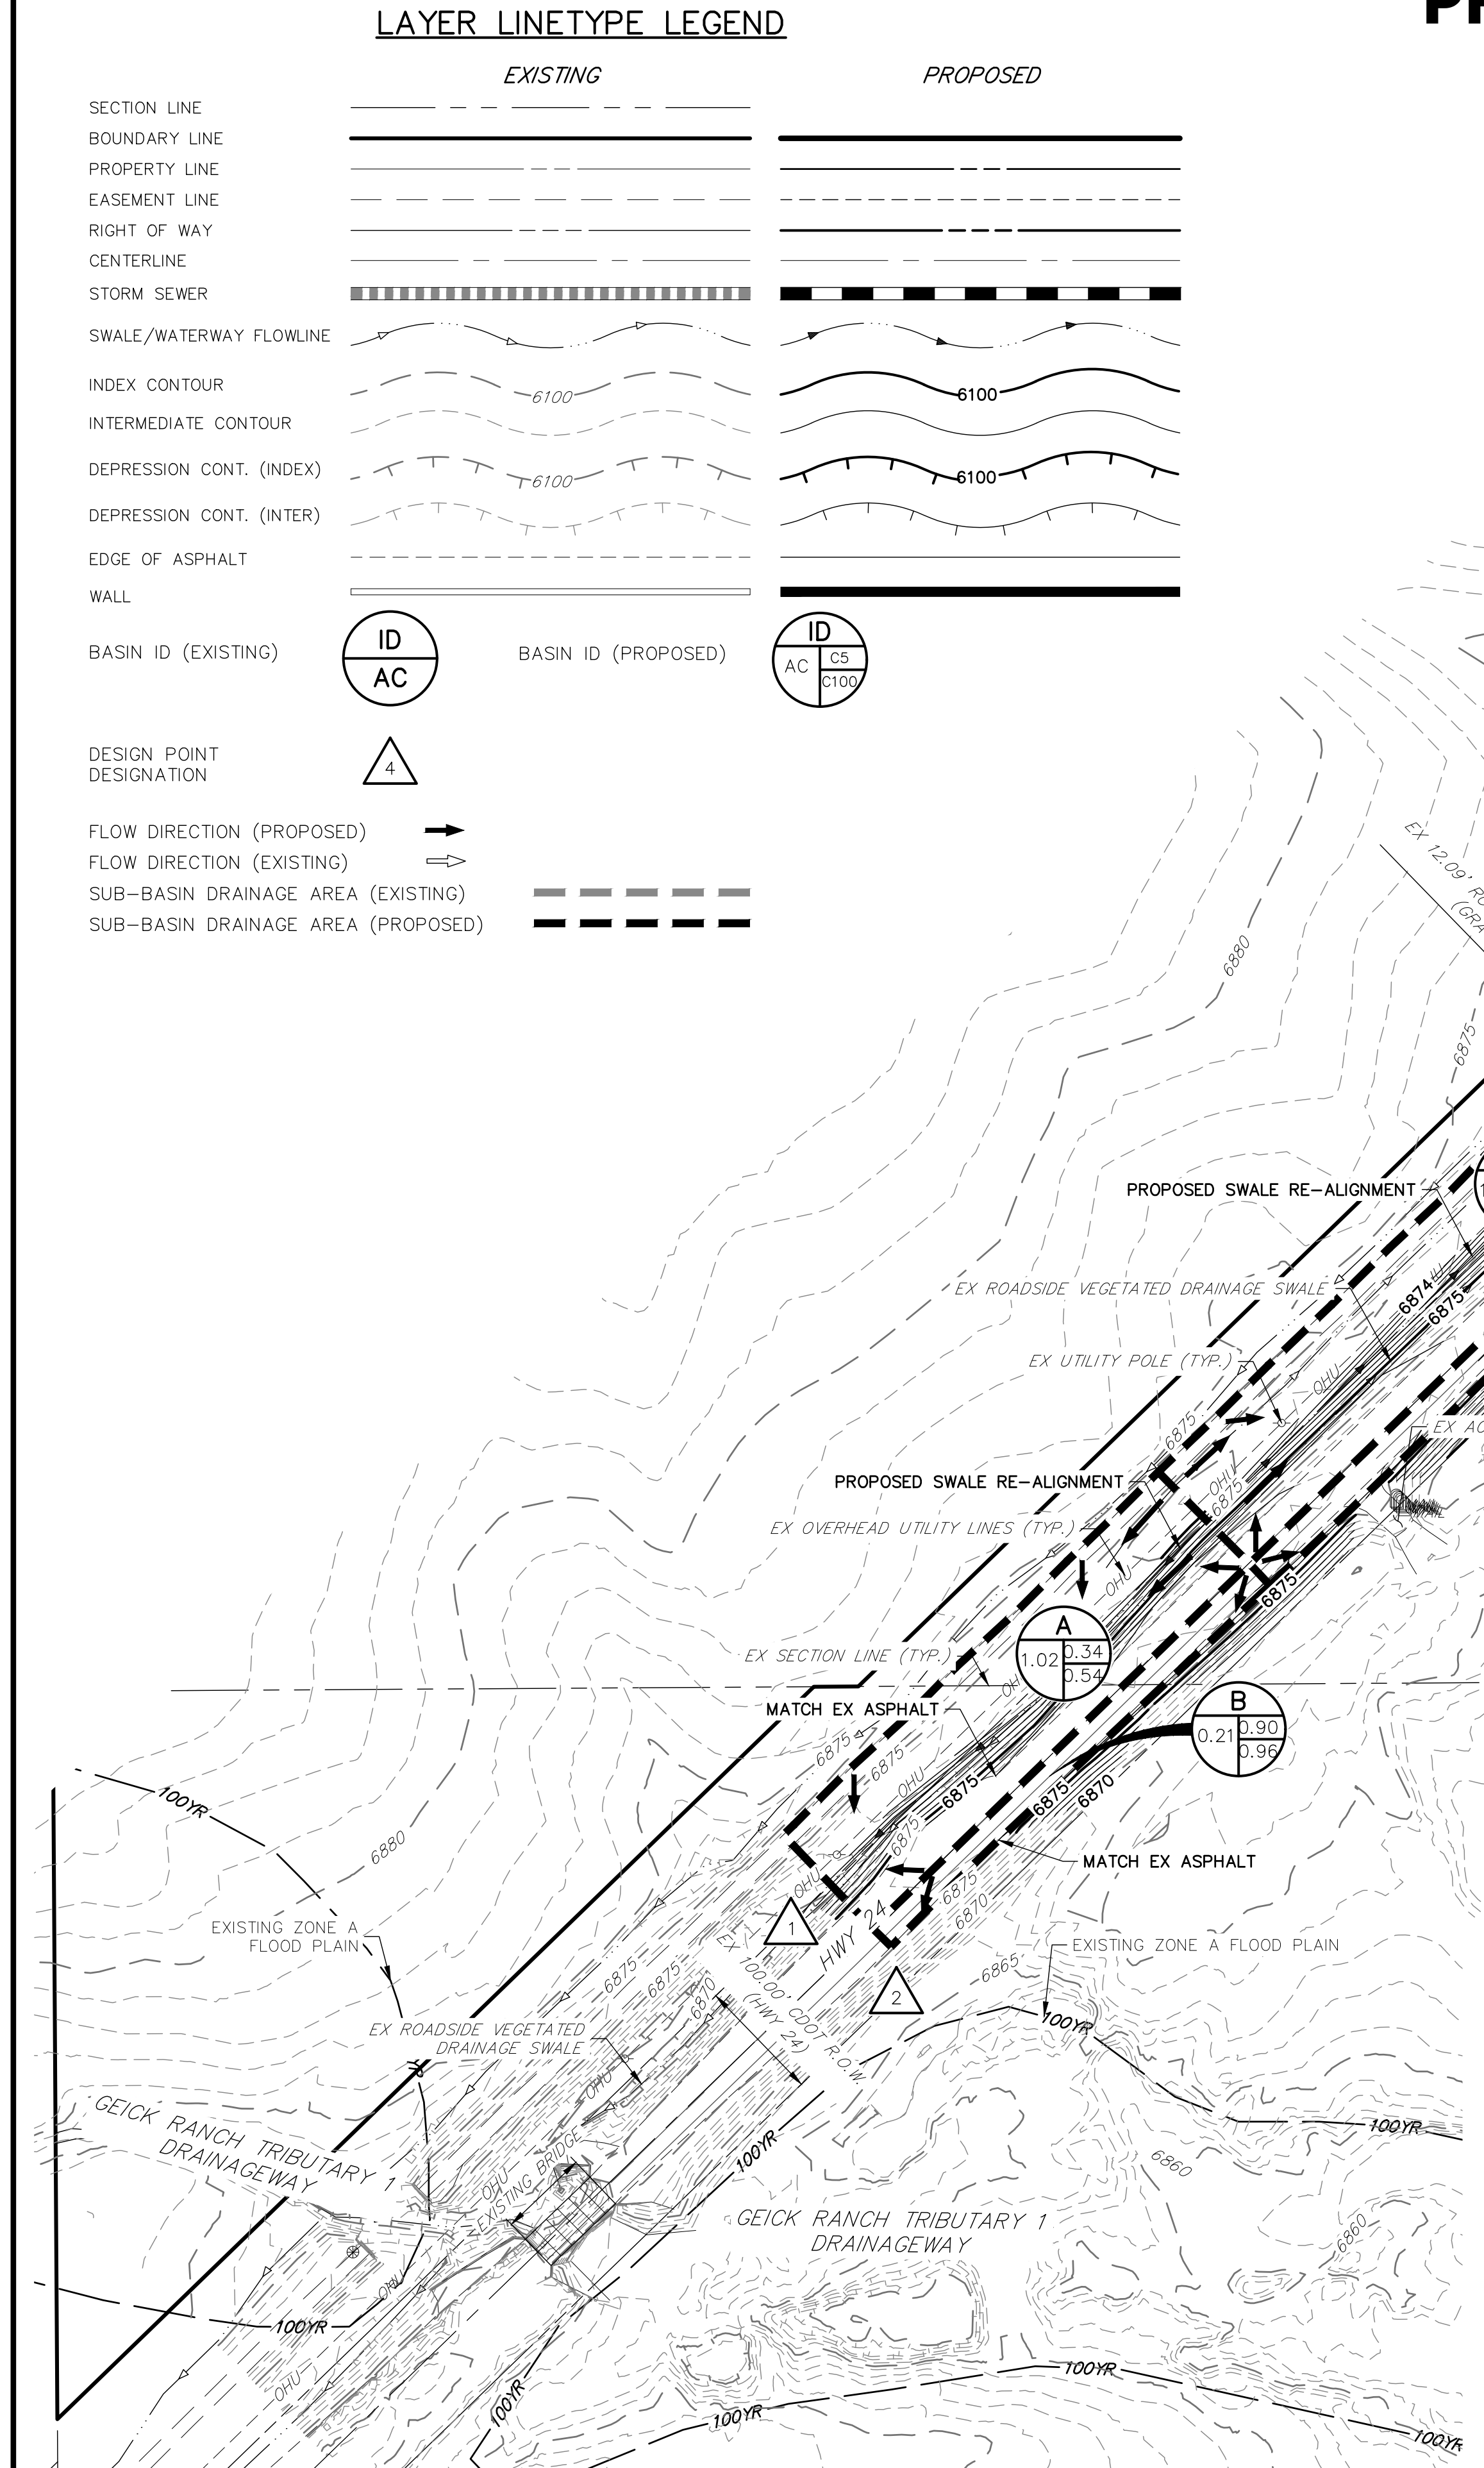 LAYER LINETYPE LEGEND
EXISTING
PROPOSED
SECTION LINE
BOUNDARY LINE
PROPERTY LINE
EASEMENT LINE
RIGHT OF WAY
CENTERLINE
STORM SEWER
SWALE/WATERWAY FLOWLINE
INDEX CONTOUR
6100
6100
INTERMEDIATE CONTOUR
DEPRESSION CONT. (INDEX)
6100
6100
DEPRESSION CONT. (INTER)
EDGE OF ASPHALT
WALL
BASIN ID (EXISTING)
ID
AC
BASIN ID (PROPOSED)
ID
AC
C5
C100
DESIGN POINT
DESIGNATION
4
FLOW DIRECTION (PROPOSED)
FLOW DIRECTION (EXISTING)
SUB-BASIN DRAINAGE AREA (EXISTING)
SUB-BASIN DRAINAGE AREA (PROPOSED)
EX 12.09'
6880
6875
PROPOSED SWALE RE-ALIGNMENT
EX ROADSIDE VEGETATED DRAINAGE SWALE
6874
6875
EX UTILITY POLE (TYP.)
OHU
6875
EX
PROPOSED SWALE RE-ALIGNMENT
OHU
6875
EX OVERHEAD UTILITY LINES (TYP.)
OHU
6875
A
1.02
0.34
0.54
EX SECTION LINE (TYP.)
MATCH EX ASPHALT
B
0.21
0.90
0.96
6875
6875
OHU
6875
6875
6870
100YR
6880
6875
MATCH EX ASPHALT
OHU
6875
6870
1
HWY 24
EXISTING ZONE A
FLOOD PLAIN
EXISTING ZONE A FLOOD PLAIN
6865
2
EX 100.00' CDOT R.O.W.
(HWY 24)
6875
6875
6870
100YR
EX ROADSIDE VEGETATED
DRAINAGE SWALE
OHU
GEICK RANCH TRIBUTARY 1
DRAINAGEWAY
100YR
100YR
6860
EXISTING BRIDGE
OHU
GEICK RANCH TRIBUTARY 1
DRAINAGEWAY
6860
OHU
100YR
OHU
100YR
100YR
100YR
100YR